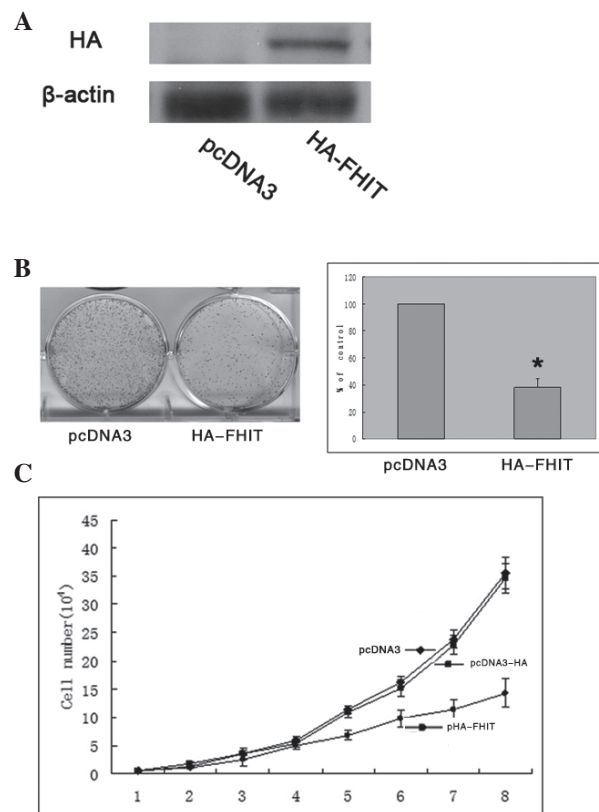 A
HA
β-actin
pcDNA3
HA-FHIT
B
pcDNA3
HA-FHIT
120
100
80
60
40
20
0
% of control
*
pcDNA3
HA-FHIT
C
45
40
35
30
25
20
15
10
5
0
Cell number(10⁴)
pcDNA3
pcDNA3-HA
pHA-FHIT
1 2 3 4 5 6 7 8